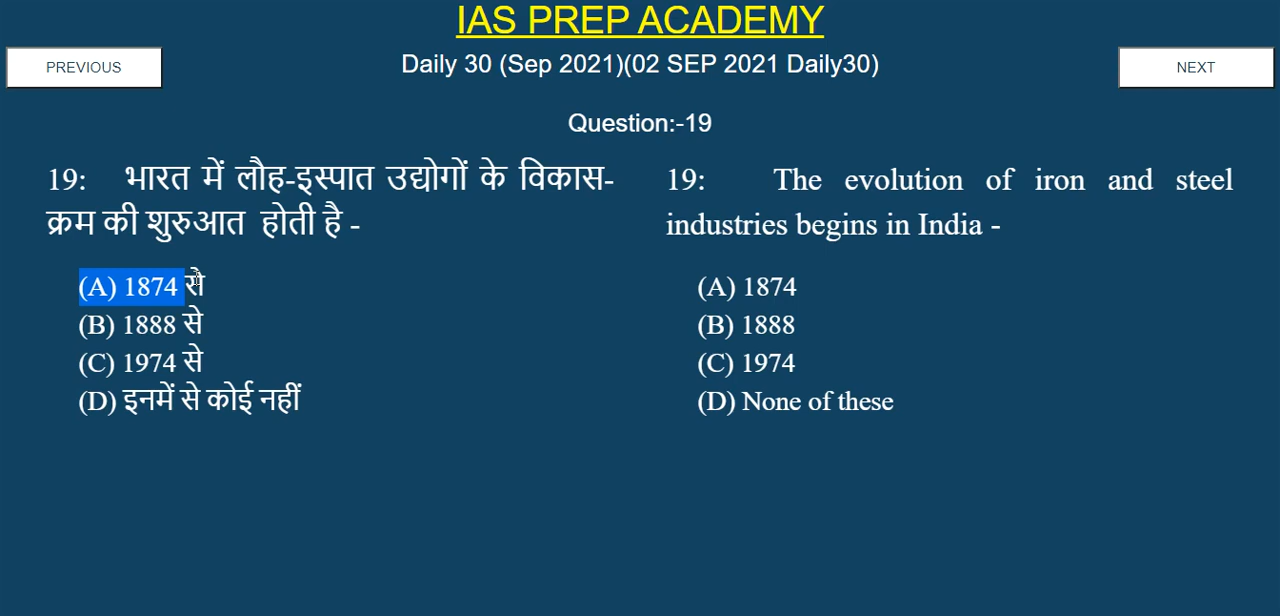 IAS PREP ACADEMY
PREVIOUS
Daily 30 (Sep 2021)(02 SEP 2021 Daily30)
NEXT
Question:-19
19: भारत में लौह-इस्पात उद्योगों के विकास-
क्रम की शुरुआत होती है -
(A) 1874 से
(B) 1888 से
(C) 1974 से
(D) इनमें से कोई नहीं
19: The evolution of iron and steel
industries begins in India -
(A) 1874
(B) 1888
(C) 1974
(D) None of these